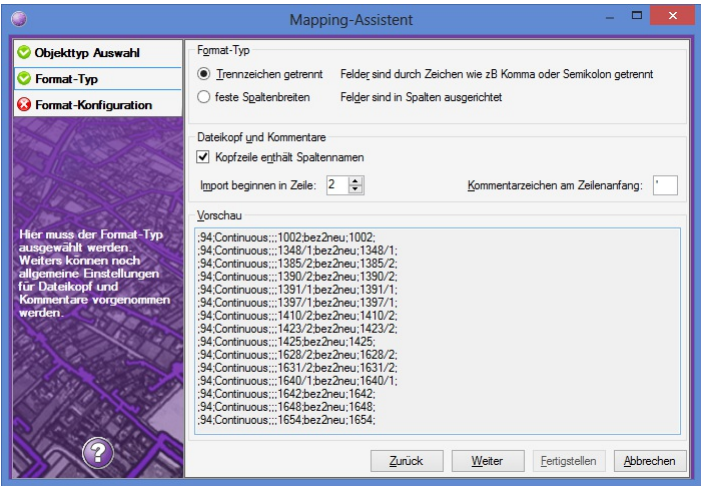 Mapping-Assistent
Objekttyp Auswahl
Format-Typ
Format-Konfiguration
Hier muss der Format-Typ
ausgewählt werden.
Weiters können noch
allgemeine Einstellungen
für Dateikopf und
Kommentare vorgenommen
werden.
?
Format-Typ
Trennzeichen getrennt Felder sind durch Zeichen wie zB Komma oder Semikolon getrennt
feste Spaltenbreiten Felder sind in Spalten ausgerichtet
Dateikopf und Kommentare
Kopfzeile enthält Spaltennamen
Import beginnen in Zeile: 2 Kommentarzeichen am Zeilenanfang: '
Vorschau
;94;Continuous;;;1002;bez2neu;1002;
;94;Continuous;;;1348/1;bez2neu;1348/1;
;94;Continuous;;;1385/2;bez2neu;1385/2;
;94;Continuous;;;1390/2;bez2neu;1390/2;
;94;Continuous;;;1391/1;bez2neu;1391/1;
;94;Continuous;;;1397/1;bez2neu;1397/1;
;94;Continuous;;;1410/2;bez2neu;1410/2;
;94;Continuous;;;1423/2;bez2neu;1423/2;
;94;Continuous;;;1425;bez2neu;1425;
;94;Continuous;;;1628/2;bez2neu;1628/2;
;94;Continuous;;;1631/2;bez2neu;1631/2;
;94;Continuous;;;1640/1;bez2neu;1640/1;
;94;Continuous;;;1642;bez2neu;1642;
;94;Continuous;;;1648;bez2neu;1648;
;94;Continuous;;;1654;bez2neu;1654;
Zurück Weiter Fertigstellen Abbrechen